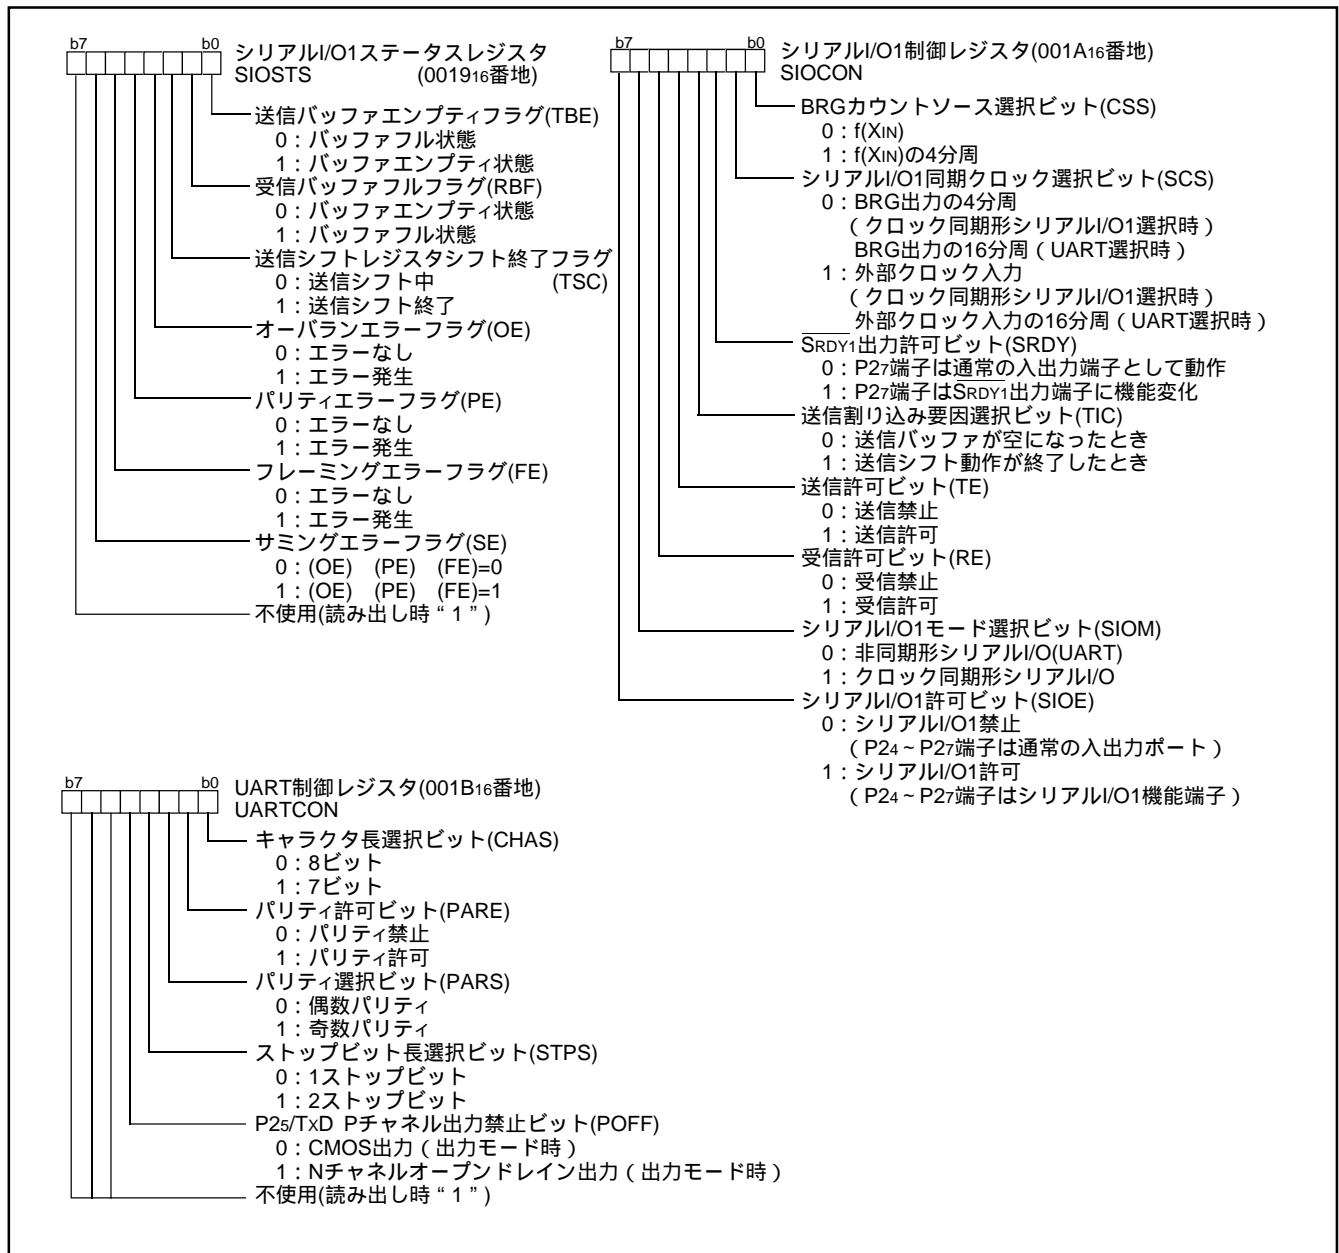 b7 b0
シリアルI/O1ステータスレジスタ
SIOSTS (001916番地)
送信バッファエンプティフラグ(TBE)
0：バッファフル状態
1：バッファエンプティ状態
受信バッファフルフラグ(RBF)
0：バッファエンプティ状態
1：バッファフル状態
送信シフトレジスタシフト終了フラグ
0：送信シフト中 (TSC)
1：送信シフト終了
オーバランエラーフラグ(OE)
0：エラーなし
1：エラー発生
パリティエラーフラグ(PE)
0：エラーなし
1：エラー発生
フレーミングエラーフラグ(FE)
0：エラーなし
1：エラー発生
サミングエラーフラグ(SE)
0：(OE) (PE) (FE)=0
1：(OE) (PE) (FE)=1
不使用(読み出し時“1”)
b7 b0
シリアルI/O1制御レジスタ(001A16番地)
SIOCON
BRGカウントソース選択ビット(CSS)
0：f(XIN)
1：f(XIN)の4分周
シリアルI/O1同期クロック選択ビット(SCS)
0：BRG出力の4分周
（クロック同期形シリアルI/O1選択時）
BRG出力の16分周（UART選択時）
1：外部クロック入力
（クロック同期形シリアルI/O1選択時）
外部クロック入力の16分周（UART選択時）
SRDY1出力許可ビット(SRDY)
0：P27端子は通常の入出力端子として動作
1：P27端子はSRDY1出力端子に機能変化
送信割り込み要因選択ビット(TIC)
0：送信バッファが空になったとき
1：送信シフト動作が終了したとき
送信許可ビット(TE)
0：送信禁止
1：送信許可
受信許可ビット(RE)
0：受信禁止
1：受信許可
シリアルI/O1モード選択ビット(SIOM)
0：非同期形シリアルI/O(UART)
1：クロック同期形シリアルI/O
シリアルI/O1許可ビット(SIOE)
0：シリアルI/O1禁止
（P24～P27端子は通常の入出力ポート）
1：シリアルI/O1許可
（P24～P27端子はシリアルI/O1機能端子）
b7 b0
UART制御レジスタ(001B16番地)
UARTCON
キャラクタ長選択ビット(CHAS)
0：8ビット
1：7ビット
パリティ許可ビット(PARE)
0：パリティ禁止
1：パリティ許可
パリティ選択ビット(PARS)
0：偶数パリティ
1：奇数パリティ
ストップビット長選択ビット(STPS)
0：1ストップビット
1：2ストップビット
P25/TXD Pチャネル出力禁止ビット(POFF)
0：CMOS出力（出力モード時）
1：Nチャネルオープンドレイン出力（出力モード時）
不使用(読み出し時“1”)